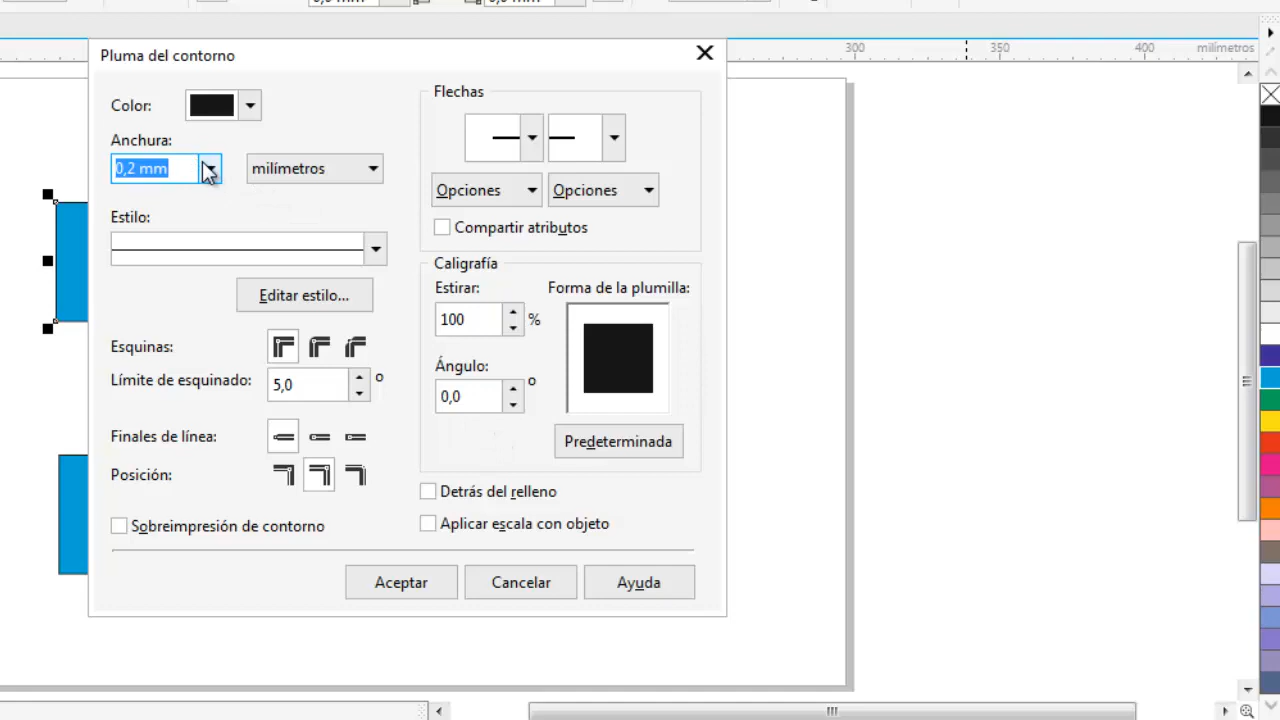 300
350
400
milímetros
Pluma del contorno
Color:
Anchura:
0,2 mm
milímetros
Estilo:
Editar estilo...
Esquinas:
Límite de esquinado:
5,0
o
Finales de línea:
Posición:
Sobreimpresión de contorno
Flechas
Opciones
Opciones
Compartir atributos
Caligrafía
Estirar:
100
%
Forma de la plumilla:
Ángulo:
0,0
o
Predeterminada
Detrás del relleno
Aplicar escala con objeto
Aceptar
Cancelar
Ayuda